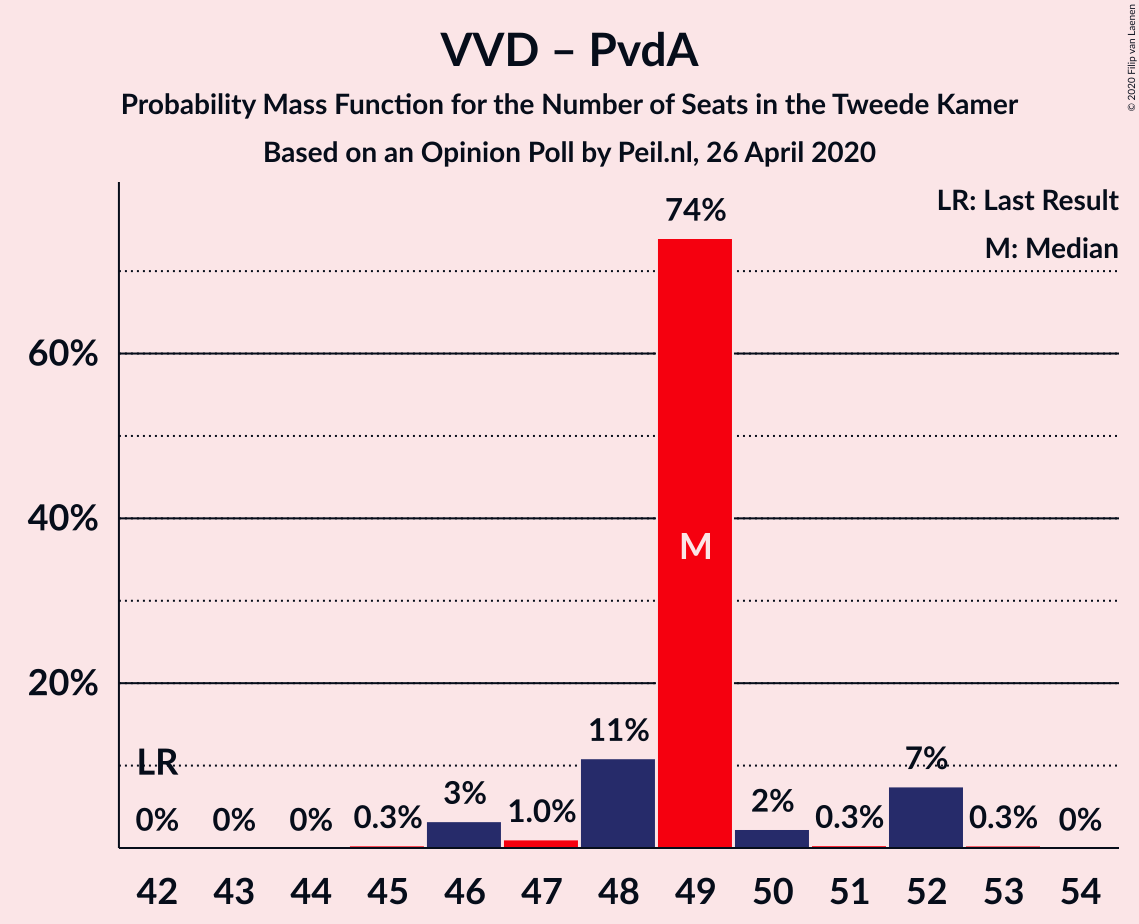 VVD – PvdA
Probability Mass Function for the Number of Seats in the Tweede Kamer
Based on an Opinion Poll by Peil.nl, 26 April 2020
© 2020 Filip van Laenen
LR: Last Result
M: Median
74%
60%
40%
M
20%
11%
LR
7%
0% 0% 0% 0.3% 3% 1.0% 2% 0.3% 0.3% 0%
42 43 44 45 46 47 48 49 50 51 52 53 54